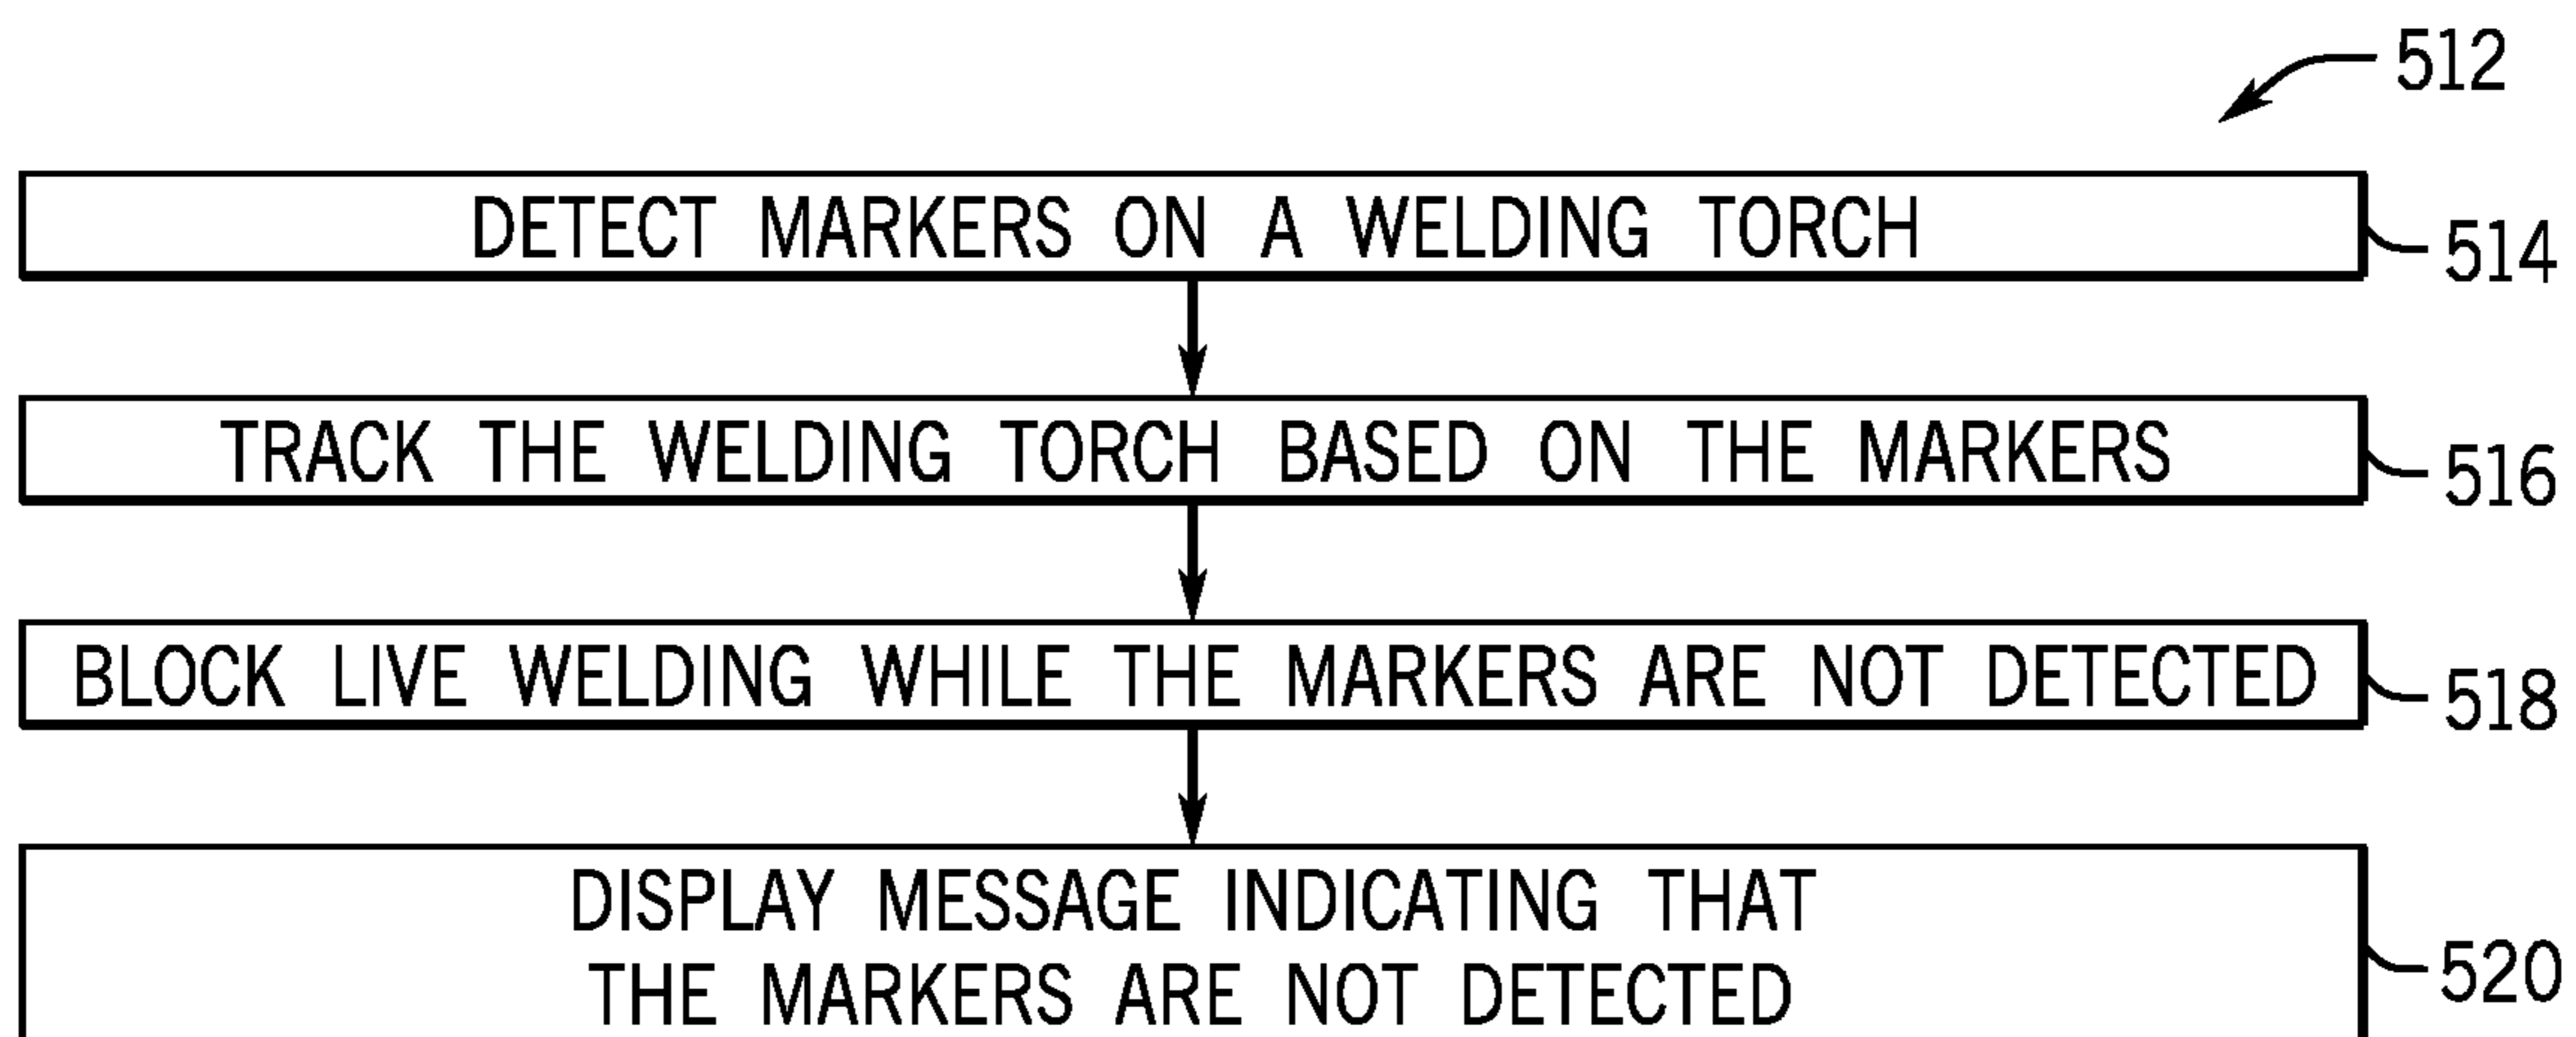 512
DETECT MARKERS ON A WELDING TORCH
514
TRACK THE WELDING TORCH BASED ON THE MARKERS
516
BLOCK LIVE WELDING WHILE THE MARKERS ARE NOT DETECTED
518
DISPLAY MESSAGE INDICATING THAT
THE MARKERS ARE NOT DETECTED
520